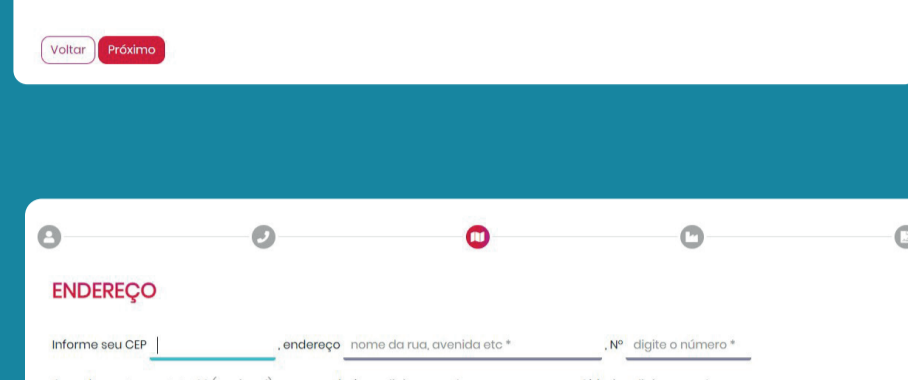 Voltar Próximo
ENDEREÇO
Informe seu CEP , endereço nome da rua, avenida etc * , Nº digite o número *